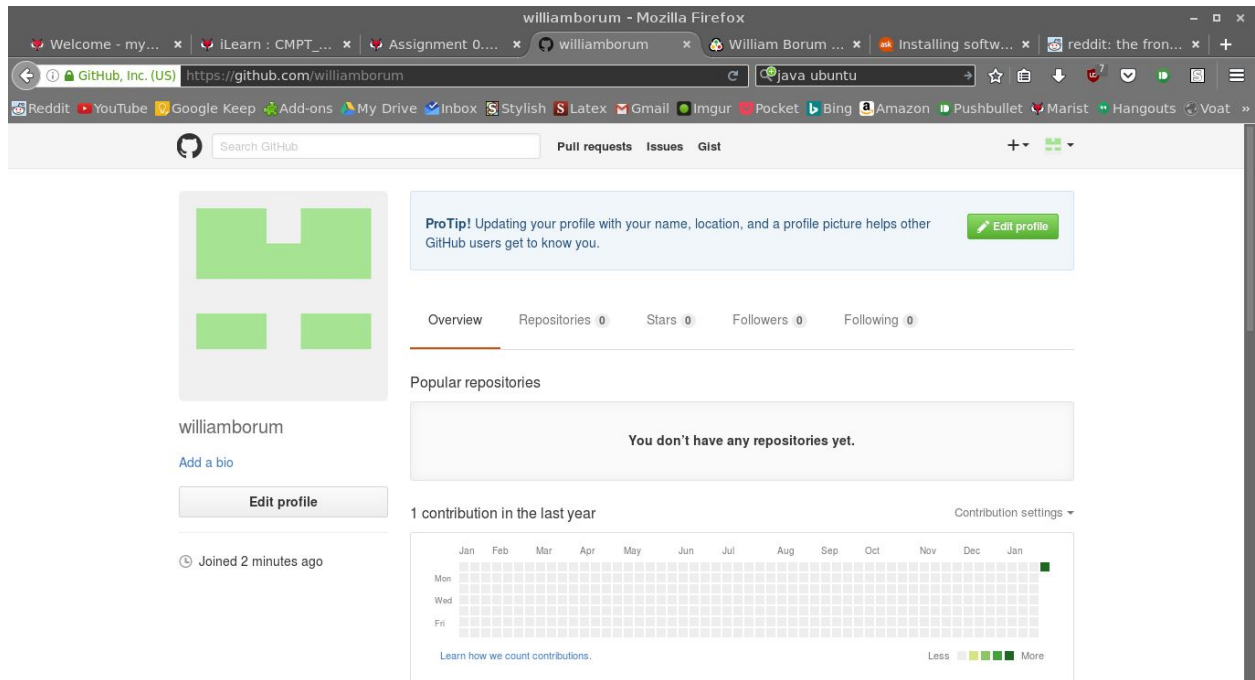 williamborum - Mozilla Firefox
Welcome - my... × iLearn : CMPT_... × Assignment 0.... × williamborum × William Borum ... × Installing softw... × reddit: the fron... × +
GitHub, Inc. (US) https://github.com/williamborum java ubuntu 7
Reddit YouTube Google Keep Add-ons My Drive Inbox Stylish Latex Gmail Imgur Pocket Bing Amazon Pushbullet Marist Hangouts Voat »
Search GitHub Pull requests Issues Gist
ProTip! Updating your profile with your name, location, and a profile picture helps other
GitHub users get to know you.
Edit profile
Overview Repositories 0 Stars 0 Followers 0 Following 0
Popular repositories
You don't have any repositories yet.
williamborum
Add a bio
Edit profile
Joined 2 minutes ago
1 contribution in the last year Contribution settings
Jan Feb Mar Apr May Jun Jul Aug Sep Oct Nov Dec Jan
Mon
Wed
Fri
Learn how we count contributions. Less More